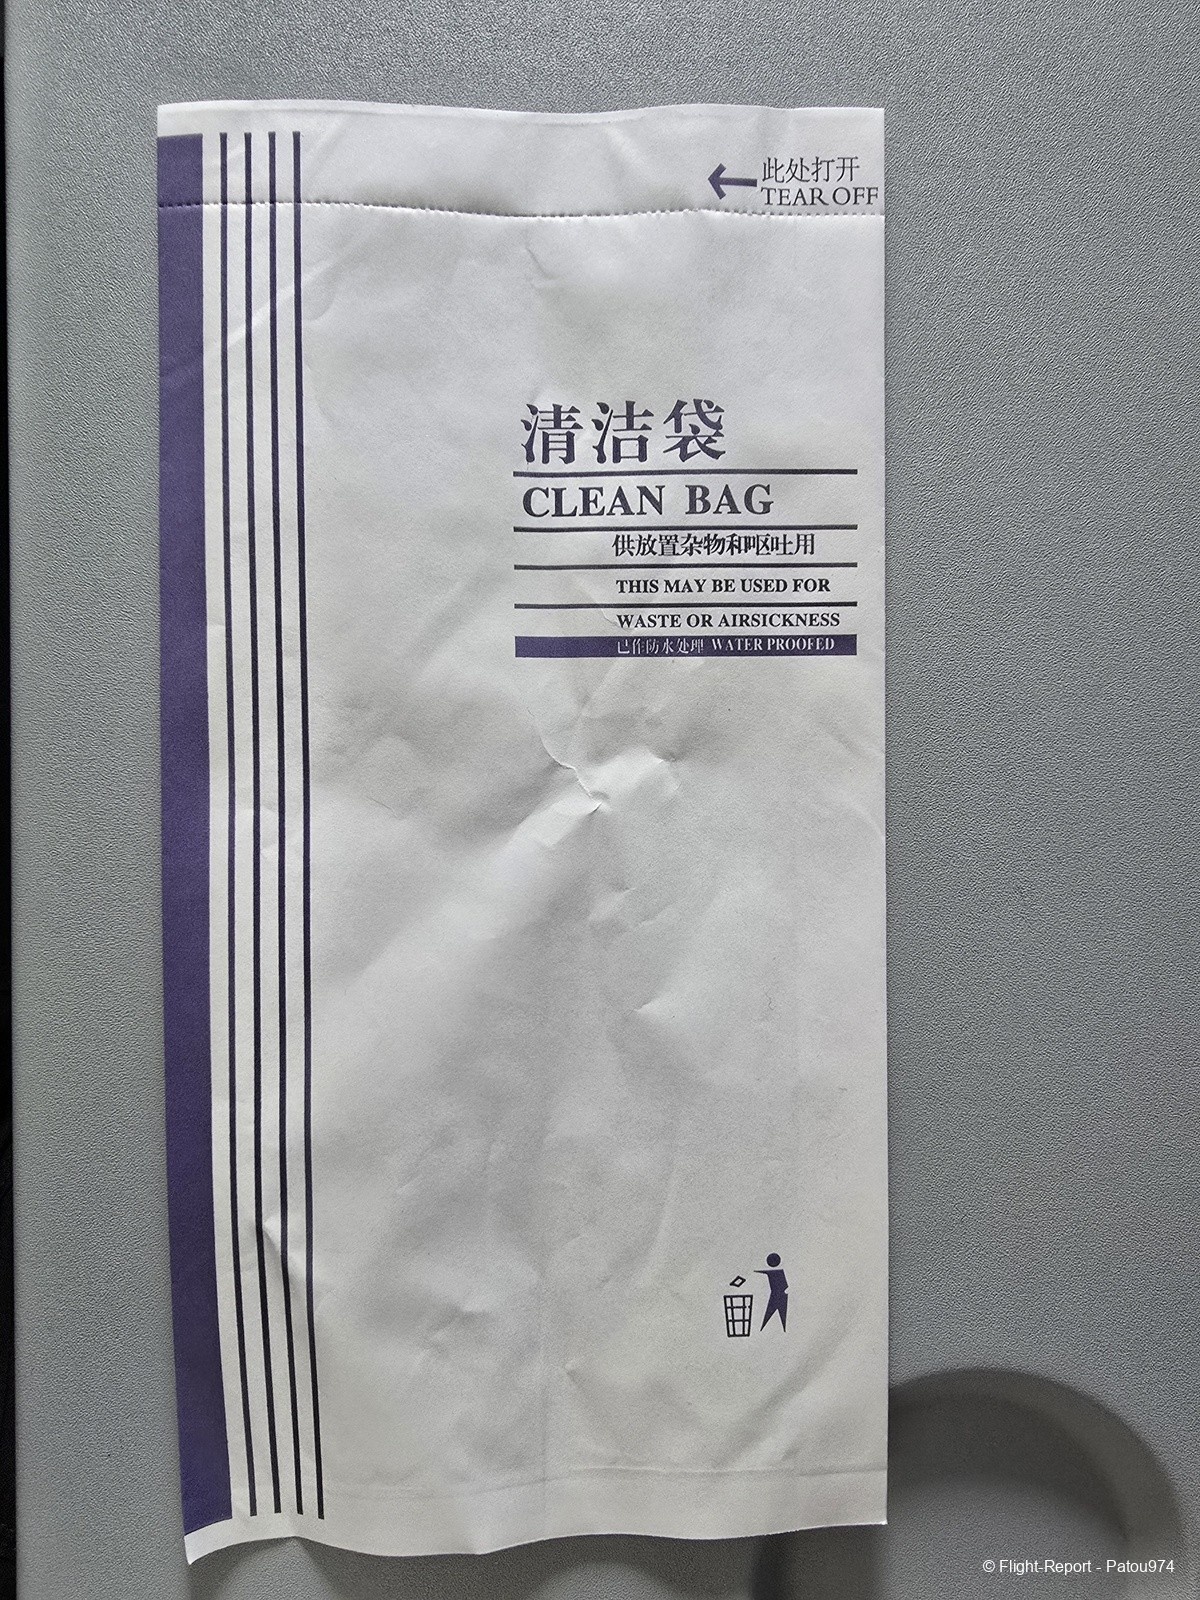 此处打开
TEAR OFF
清洁袋
CLEAN BAG
供放置杂物和呕吐用
THIS MAY BE USED FOR
WASTE OR AIRSICKNESS
已作防水处理 WATER PROOFED
© Flight-Report - Patou974